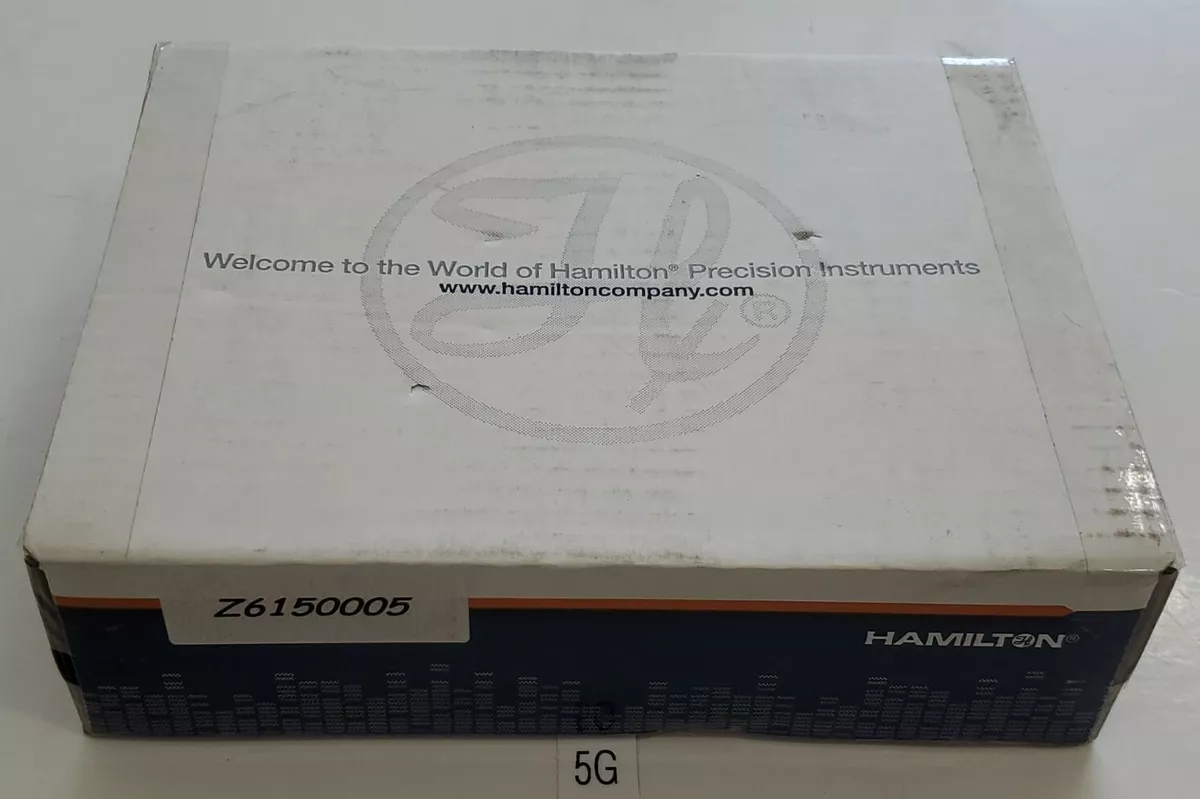 Welcome to the World of Hamilton® Precision Instruments
www.hamiltoncompany.com
®
Z6150005
HAMILTON®
5G